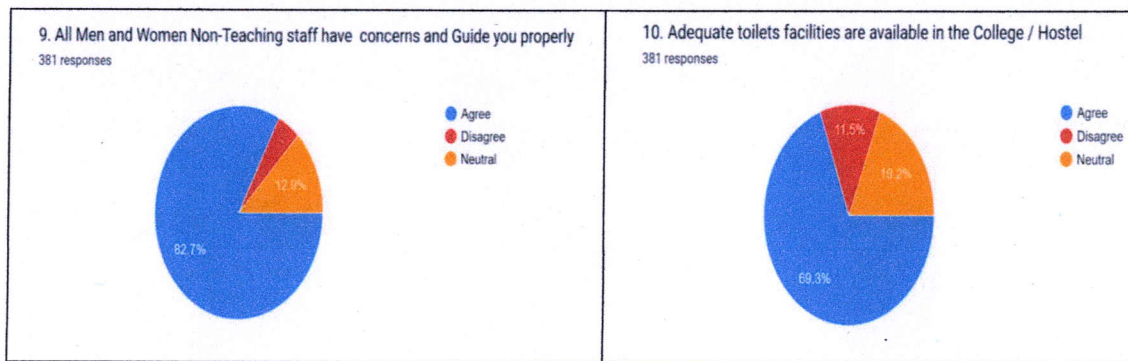 9. All Men and Women Non-Teaching staff have concerns and Guide you properly
381 responses
Agree
Disagree
Neutral
12.9%
82.7%
10. Adequate toilets facilities are available in the College / Hostel
381 responses
Agree
Disagree
Neutral
11.5%
19.2%
69.3%